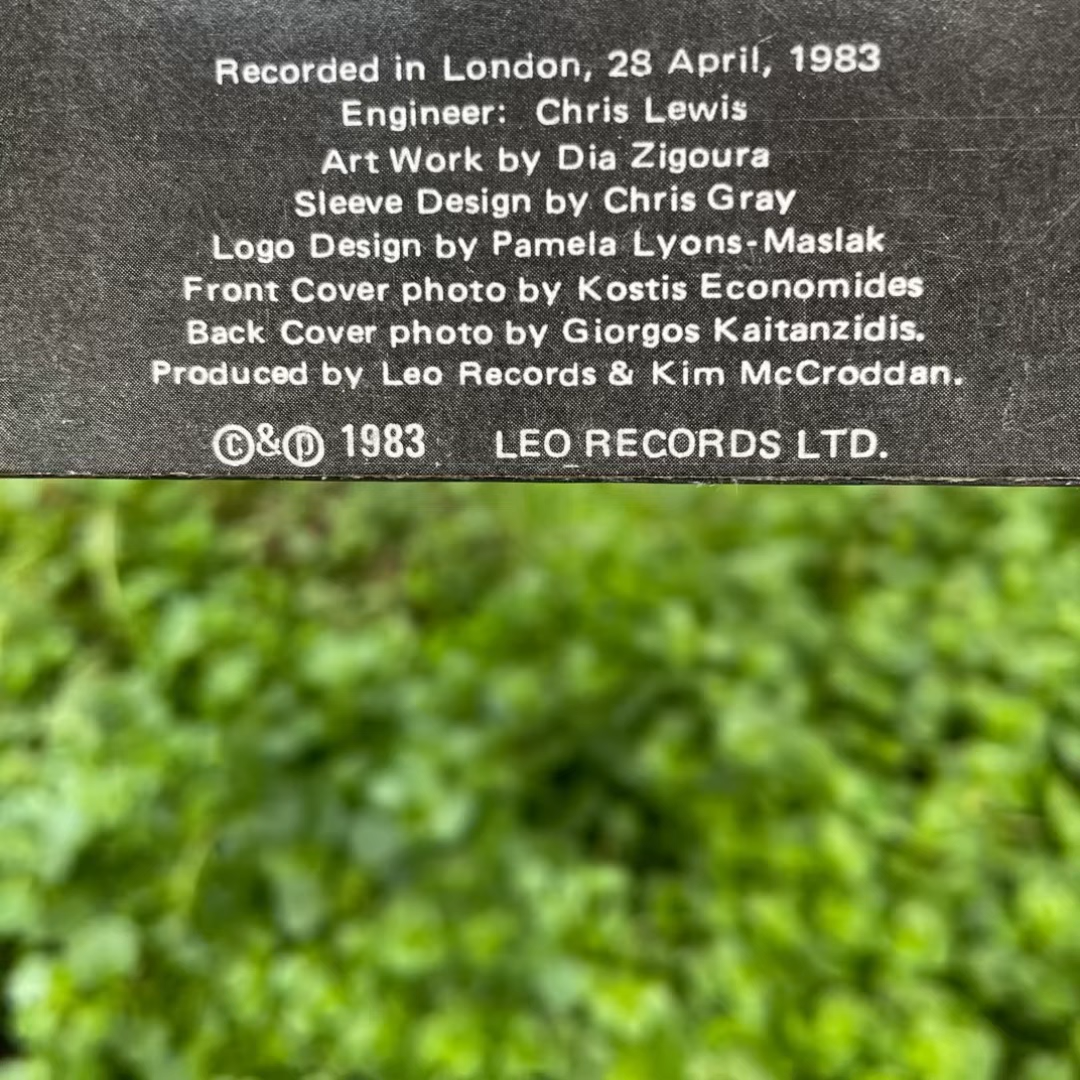 Recorded in London, 28 April, 1983
Engineer: Chris Lewis
Art Work by Dia Zigoura
Sleeve Design by Chris Gray
Logo Design by Pamela Lyons-Maslak
Front Cover photo by Kostis Economides
Back Cover photo by Giorgos Kaitanzidis.
Produced by Leo Records & Kim McCroddan.
©&℗ 1983 LEO RECORDS LTD.